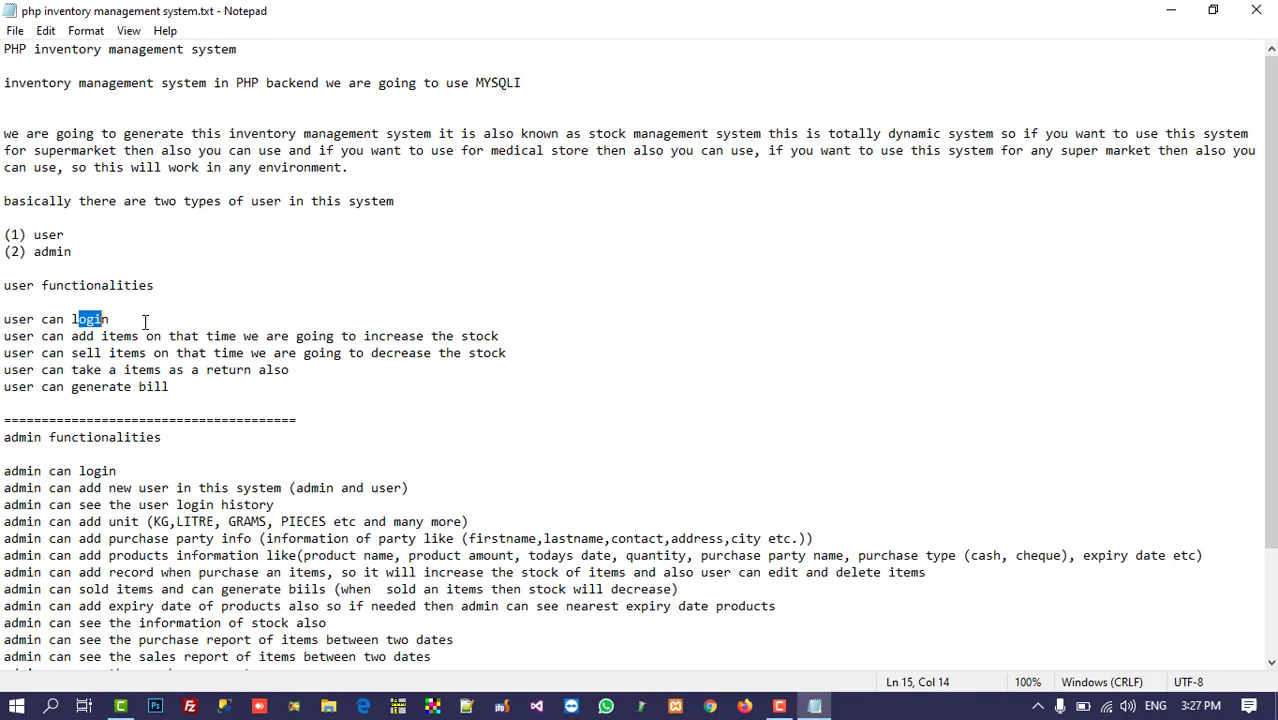 php inventory management system.txt - Notepad
File Edit Format View Help
PHP inventory management system
inventory management system in PHP backend we are going to use MYSQLI
we are going to generate this inventory management system it is also known as stock management system this is totally dynamic system so if you want to use this system
for supermarket then also you can use and if you want to use for medical store then also you can use, if you want to use this system for any super market then also you
can use, so this will work in any environment.
basically there are two types of user in this system
(1) user
(2) admin
user functionalities
user can login
user can add items on that time we are going to increase the stock
user can sell items on that time we are going to decrease the stock
user can take a items as a return also
user can generate bill
=======================================
admin functionalities
admin can login
admin can add new user in this system (admin and user)
admin can see the user login history
admin can add unit (KG,LITRE, GRAMS, PIECES etc and many more)
admin can add purchase party info (information of party like (firstname,lastname,contact,address,city etc.))
admin can add products information like(product name, product amount, todays date, quantity, purchase party name, purchase type (cash, cheque), expiry date etc)
admin can add record when purchase an items, so it will increase the stock of items and also user can edit and delete items
admin can sold items and can generate biils (when  sold an items then stock will decrease)
admin can add expiry date of products also so if needed then admin can see nearest expiry date products
admin can see the information of stock also
admin can see the purchase report of items between two dates
admin can see the sales report of items between two dates
Ln 15, Col 14 100% Windows (CRLF) UTF-8
ENG 3:27 PM